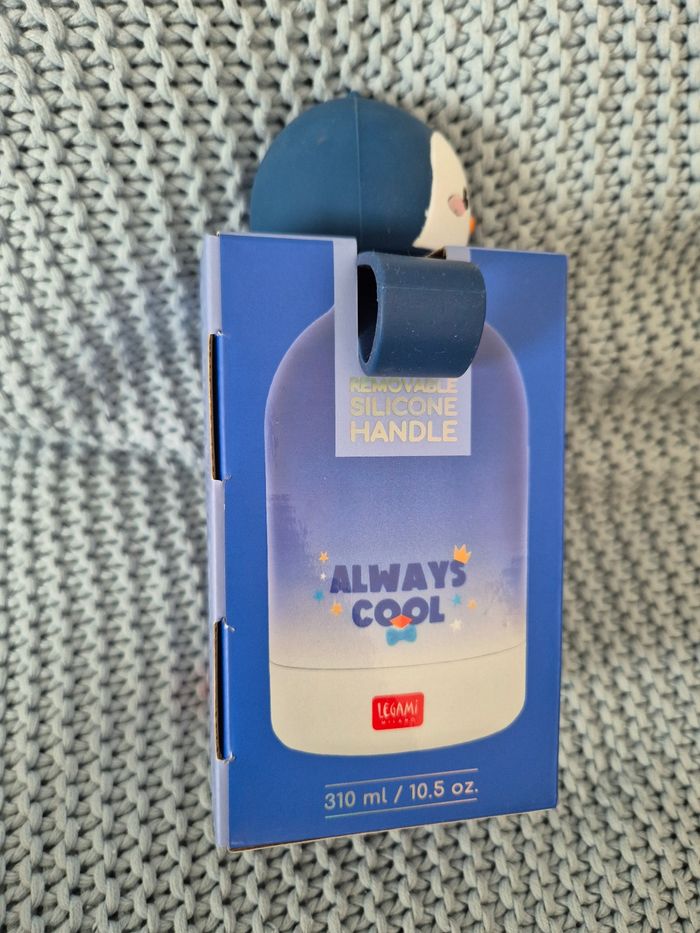 REMOVABLE
SILICONE
HANDLE
ALWAYS
COOL
LEGAMI
MILANO
310 ml / 10.5 oz.